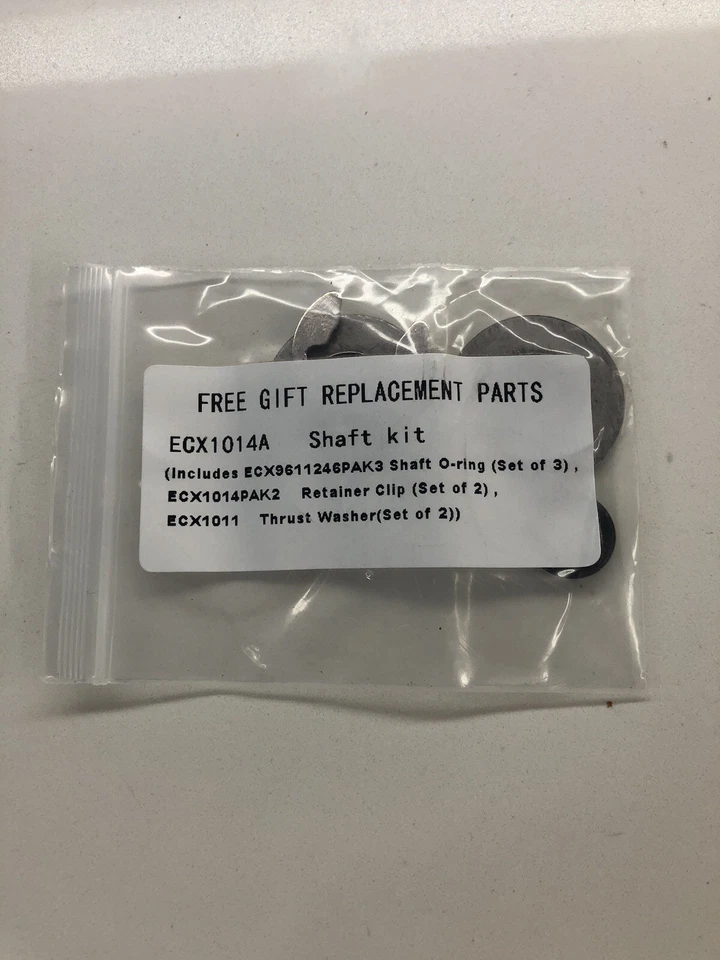 FREE GIFT REPLACEMENT PARTS
ECX1014A Shaft kit
(Includes ECX9611246PAK3 Shaft O-ring (Set of 3),
ECX1014PAK2 Retainer Clip (Set of 2),
ECX1011 Thrust Washer(Set of 2))